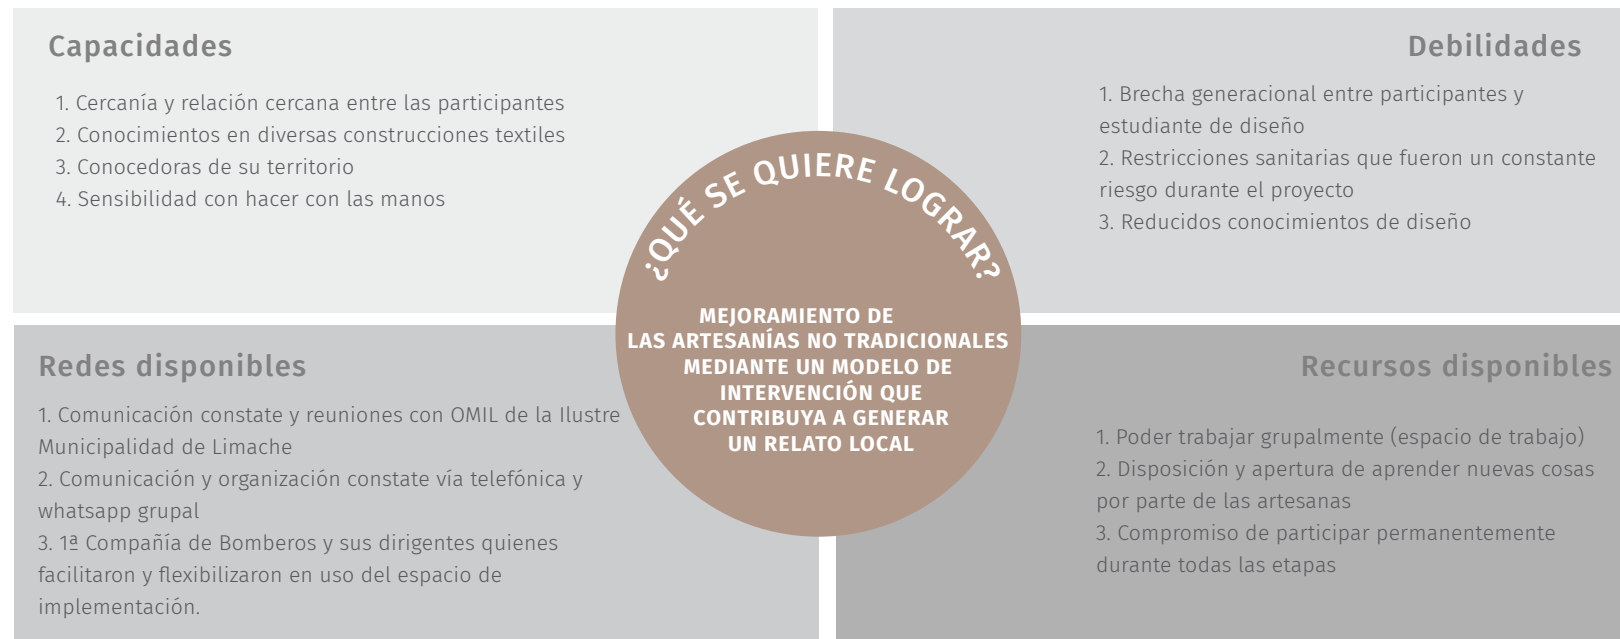 Capacidades
1. Cercanía y relación cercana entre las participantes
2. Conocimientos en diversas construcciones textiles
3. Conocedoras de su territorio
4. Sensibilidad con hacer con las manos
Debilidades
1. Brecha generacional entre participantes y
estudiante de diseño
2. Restricciones sanitarias que fueron un constante
riesgo durante el proyecto
3. Reducidos conocimientos de diseño
¿QUÉ SE QUIERE LOGRAR?
MEJORAMIENTO DE
LAS ARTESANÍAS NO TRADICIONALES
MEDIANTE UN MODELO DE
INTERVENCIÓN QUE
CONTRIBUYA A GENERAR
UN RELATO LOCAL
Redes disponibles
1. Comunicación constate y reuniones con OMIL de la Ilustre
Municipalidad de Limache
2. Comunicación y organización constate vía telefónica y
whatsapp grupal
3. 1ª Compañía de Bomberos y sus dirigentes quienes
facilitaron y flexibilizaron en uso del espacio de
implementación.
Recursos disponibles
1. Poder trabajar grupalmente (espacio de trabajo)
2. Disposición y apertura de aprender nuevas cosas
por parte de las artesanas
3. Compromiso de participar permanentemente
durante todas las etapas